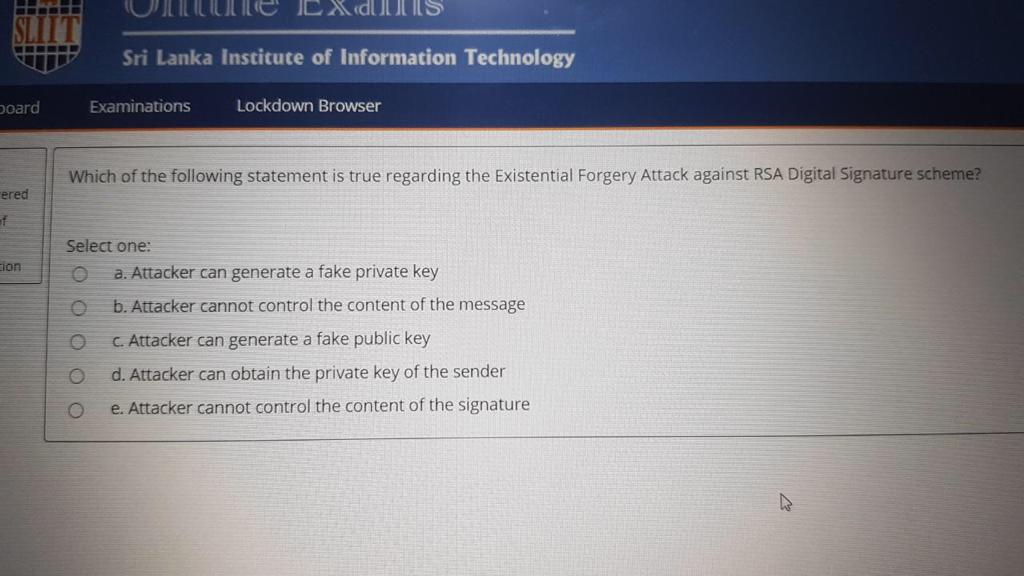 Online Exams
SLIIT
Sri Lanka Institute of Information Technology
board Examinations Lockdown Browser
ered
of
tion
Which of the following statement is true regarding the Existential Forgery Attack against RSA Digital Signature scheme?
Select one:
a. Attacker can generate a fake private key
b. Attacker cannot control the content of the message
c. Attacker can generate a fake public key
d. Attacker can obtain the private key of the sender
e. Attacker cannot control the content of the signature